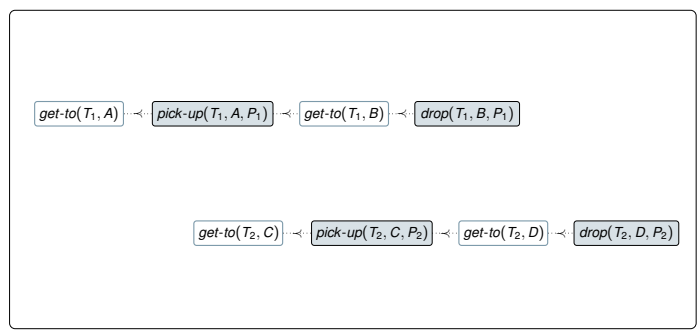 get-to(T₁, A) ≺ pick-up(T₁, A, P₁) ≺ get-to(T₁, B) ≺ drop(T₁, B, P₁)
get-to(T₂, C) ≺ pick-up(T₂, C, P₂) ≺ get-to(T₂, D) ≺ drop(T₂, D, P₂)